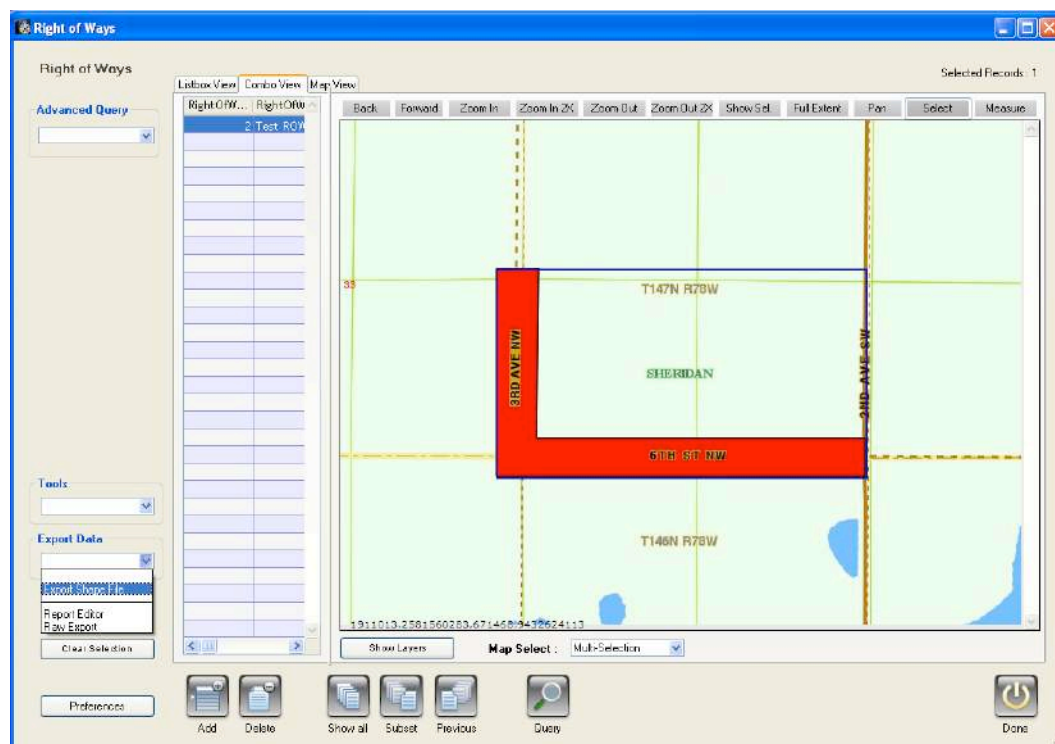 Right of Ways
Right of Ways
Selected Records : 1
Listbox View Combo View Map View
Advanced Query
RightOfW... RightOfW
Back Forward Zoom In Zoom In 2X Zoom Out Zoom Out 2X Show Sel. Full Extent Pan Select Measure
2 Test ROW
33
T147N R78W
3RD AVE NW
SHERIDAN
2ND AVE SW
6TH ST NW
Tools
Export Data
T146N R78W
Export Shape File
Report Editor
Raw Export
Clear Selection
Show Layers
Map Select :
Multi-Selection
Preferences
Add Delete Show all Subset Previous Query Done